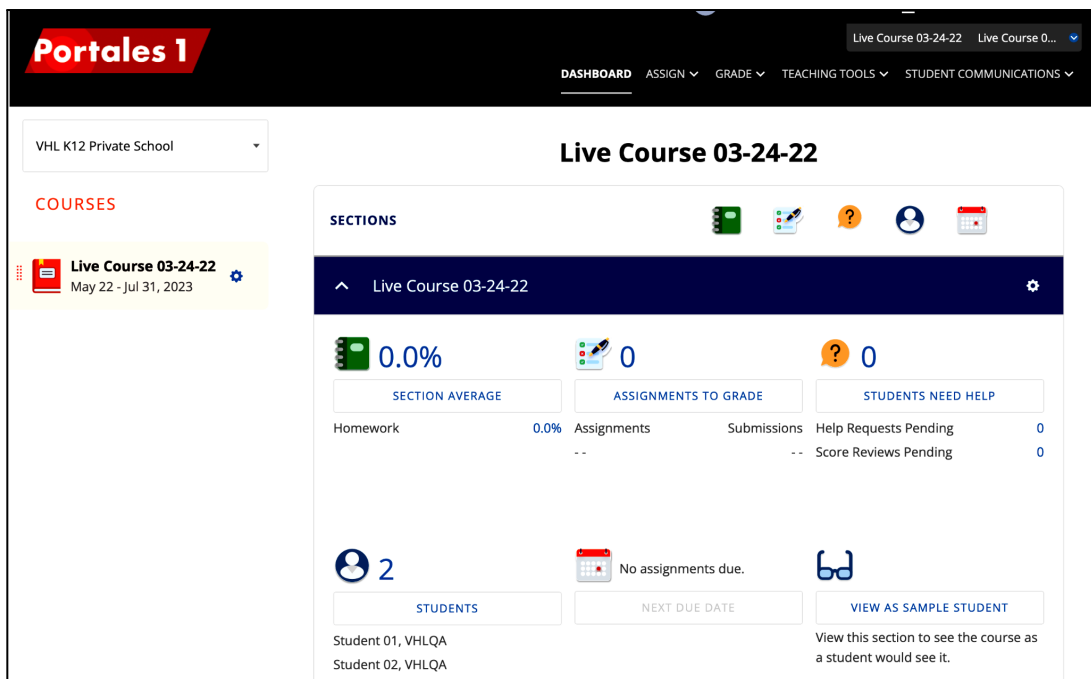 Portales 1
Live Course 03-24-22 Live Course 0...
DASHBOARD ASSIGN GRADE TEACHING TOOLS STUDENT COMMUNICATIONS
VHL K12 Private School
Live Course 03-24-22
COURSES
SECTIONS
Live Course 03-24-22
May 22 - Jul 31, 2023
Live Course 03-24-22
0.0% 0 0
SECTION AVERAGE ASSIGNMENTS TO GRADE STUDENTS NEED HELP
Homework 0.0% Assignments Submissions Help Requests Pending 0
- - - - Score Reviews Pending 0
2 No assignments due.
STUDENTS NEXT DUE DATE VIEW AS SAMPLE STUDENT
Student 01, VHLQA View this section to see the course as
Student 02, VHLQA a student would see it.